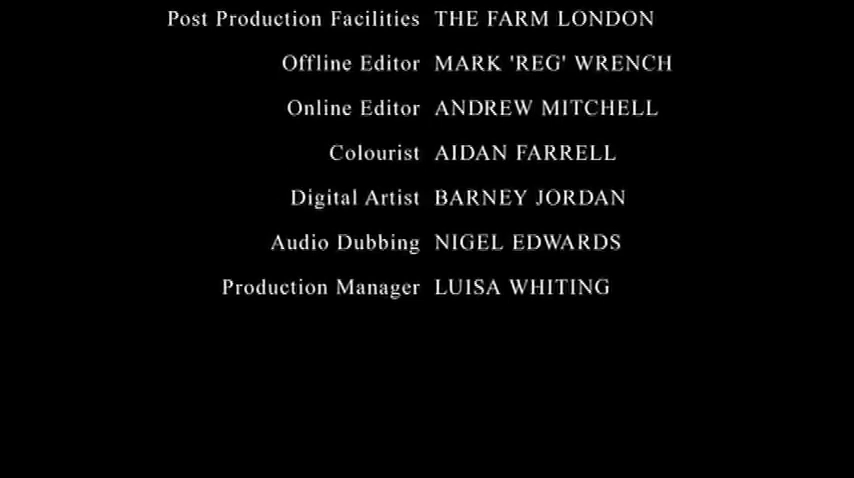 Post Production Facilities THE FARM LONDON
Offline Editor MARK 'REG' WRENCH
Online Editor ANDREW MITCHELL
Colourist AIDAN FARRELL
Digital Artist BARNEY JORDAN
Audio Dubbing NIGEL EDWARDS
Production Manager LUISA WHITING